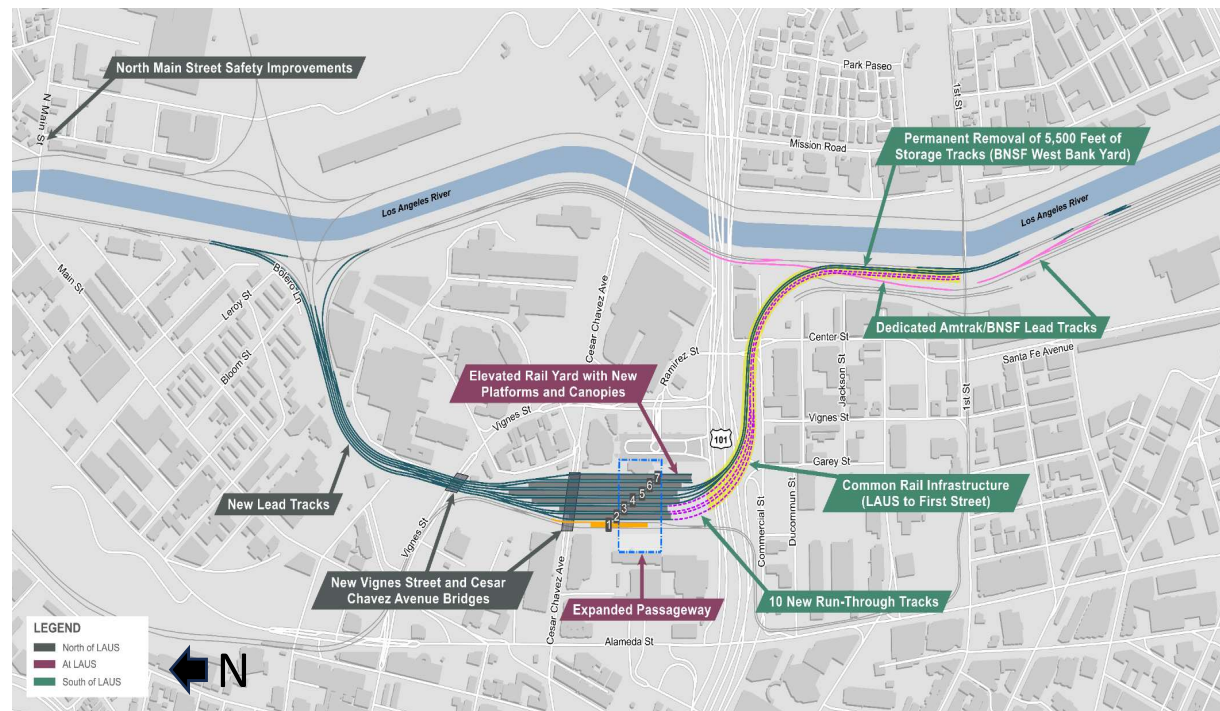 North Main Street Safety Improvements
N Main St
Park Paseo
1st St
Permanent Removal of 5,500 Feet of
Storage Tracks (BNSF West Bank Yard)
Mission Road
Los Angeles River
Los Angeles River
Main St
Bolero Ln
Leroy St
Bloom St
Cesar Chavez Ave
Dedicated Amtrak/BNSF Lead Tracks
Center St
Santa Fe Avenue
Ramirez St
Jackson St
Elevated Rail Yard with New
Platforms and Canopies
1st St
Vignes St
Vignes St
101
Garey St
7
6
5
4
3
2
1
Common Rail Infrastructure
(LAUS to First Street)
New Lead Tracks
Vignes St
Commercial St
Ducommun St
New Vignes Street and Cesar
Chavez Avenue Bridges
Cesar Chavez Ave
Expanded Passageway
10 New Run-Through Tracks
Alameda St
LEGEND
North of LAUS
At LAUS
South of LAUS
N